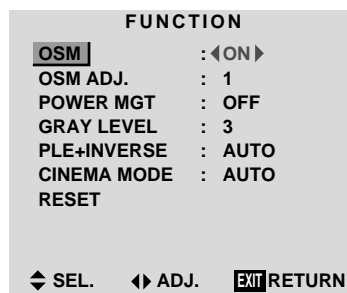 FUNCTION
OSM : ◀ON▶
OSM ADJ. : 1
POWER MGT : OFF
GRAY LEVEL : 3
PLE+INVERSE : AUTO
CINEMA MODE : AUTO
RESET
SEL. ADJ. EXIT RETURN